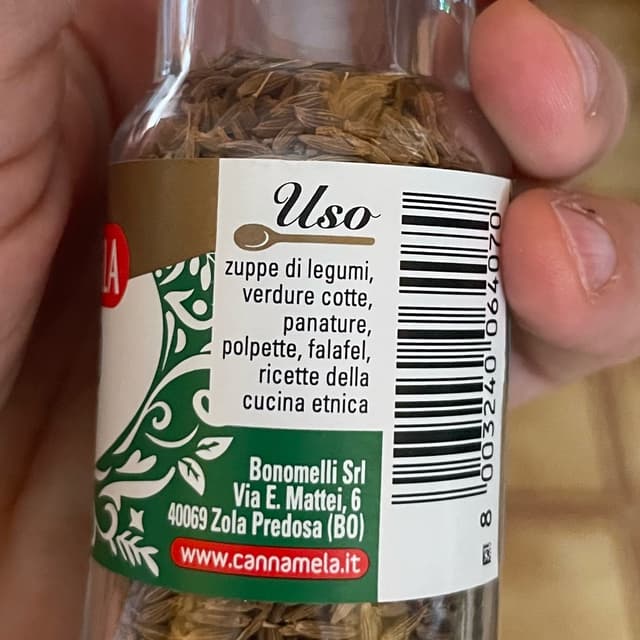 LA
Uso
zuppe di legumi,
verdure cotte,
panature,
polpette, falafel,
ricette della
cucina etnica
Bonomelli Srl
Via E. Mattei, 6
40069 Zola Predosa (BO)
www.cannamela.it
8 003240 064070